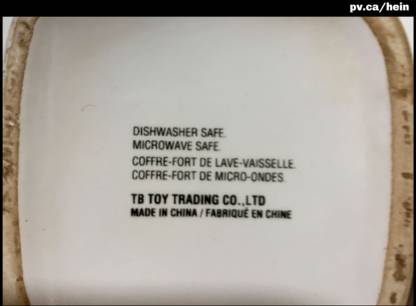 pv.ca/hein
DISHWASHER SAFE.
MICROWAVE SAFE.
COFFRE-FORT DE LAVE-VAISSELLE.
COFFRE-FORT DE MICRO-ONDES.
TB TOY TRADING CO.,LTD
MADE IN CHINA / FABRIQUÉ EN CHINE